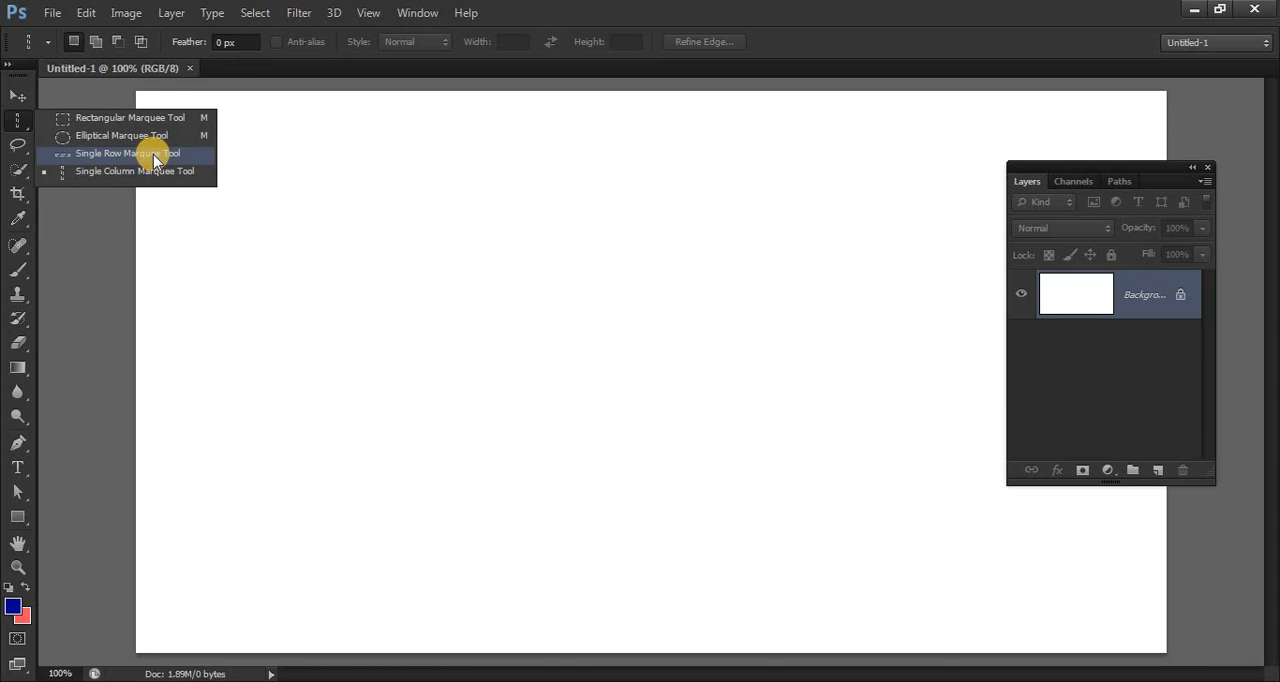 Ps File Edit Image Layer Type Select Filter 3D View Window Help
Feather: 0 px Anti-alias Style: Normal Width: Height: Refine Edge... Untitled-1
Untitled-1 @ 100% (RGB/8) ×
Rectangular Marquee Tool M
Elliptical Marquee Tool M
Single Row Marquee Tool
Single Column Marquee Tool
Layers Channels Paths
Kind
Normal Opacity: 100%
Lock: Fill: 100%
Backgro...
fx
T
100% Doc: 1.89M/0 bytes